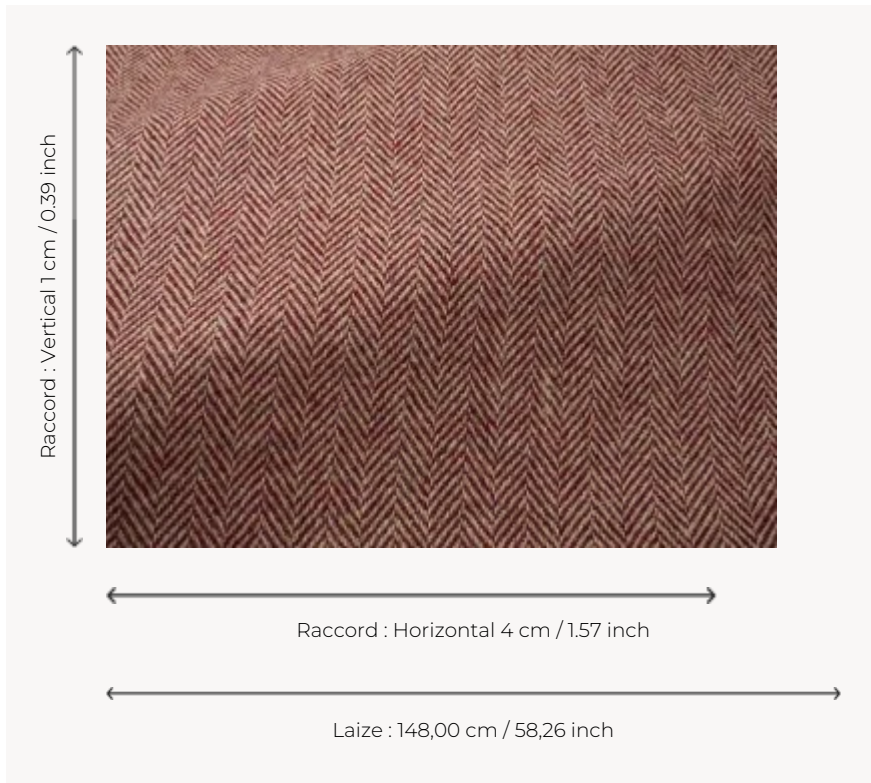 Raccord : Vertical 1 cm / 0.39 inch
Raccord : Horizontal 4 cm / 1.57 inch
Laize : 148,00 cm / 58,26 inch